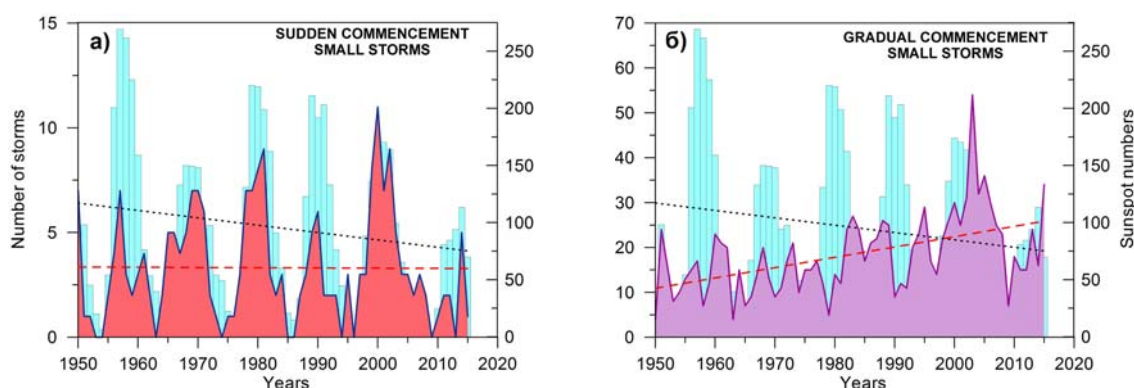 a)
SUDDEN COMMENCEMENT
SMALL STORMS
Number of storms
15
10
5
0
250
200
150
100
50
0
1950 1960 1970 1980 1990 2000 2010 2020
Years
б)
GRADUAL COMMENCEMENT
SMALL STORMS
70
60
50
40
30
20
10
0
250
200
150
100
50
0
Sunspot numbers
1950 1960 1970 1980 1990 2000 2010 2020
Years